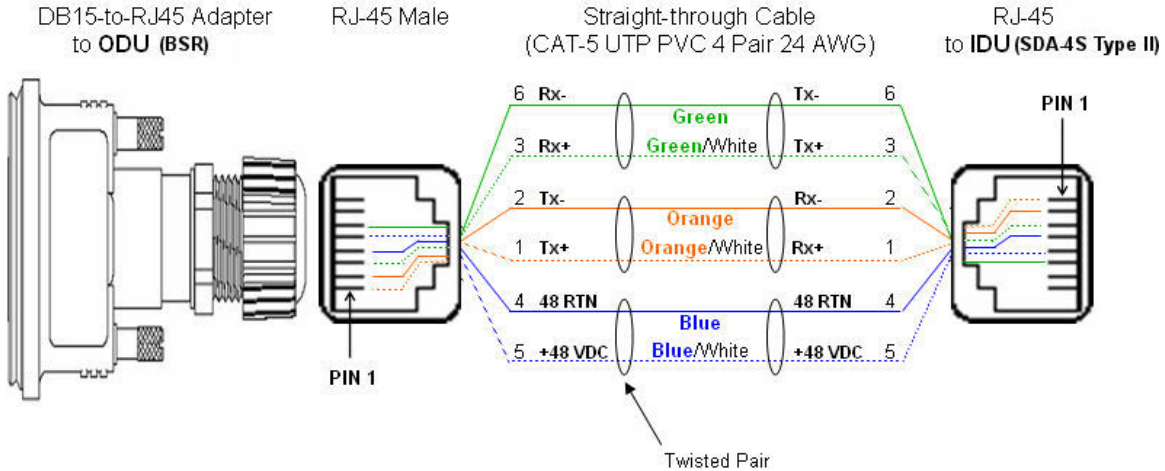 DB15-to-RJ45 Adapter
to ODU (BSR)
RJ-45 Male
Straight-through Cable
(CAT-5 UTP PVC 4 Pair 24 AWG)
RJ-45
to IDU (SDA-4S Type II)
6 Rx- Tx- 6
Green
3 Rx+ Green/White Tx+ 3
2 Tx- Rx- 2
Orange
1 Tx+ Orange/White Rx+ 1
4 48 RTN 48 RTN 4
Blue
5 +48 VDC Blue/White +48 VDC 5
PIN 1
PIN 1
Twisted Pair